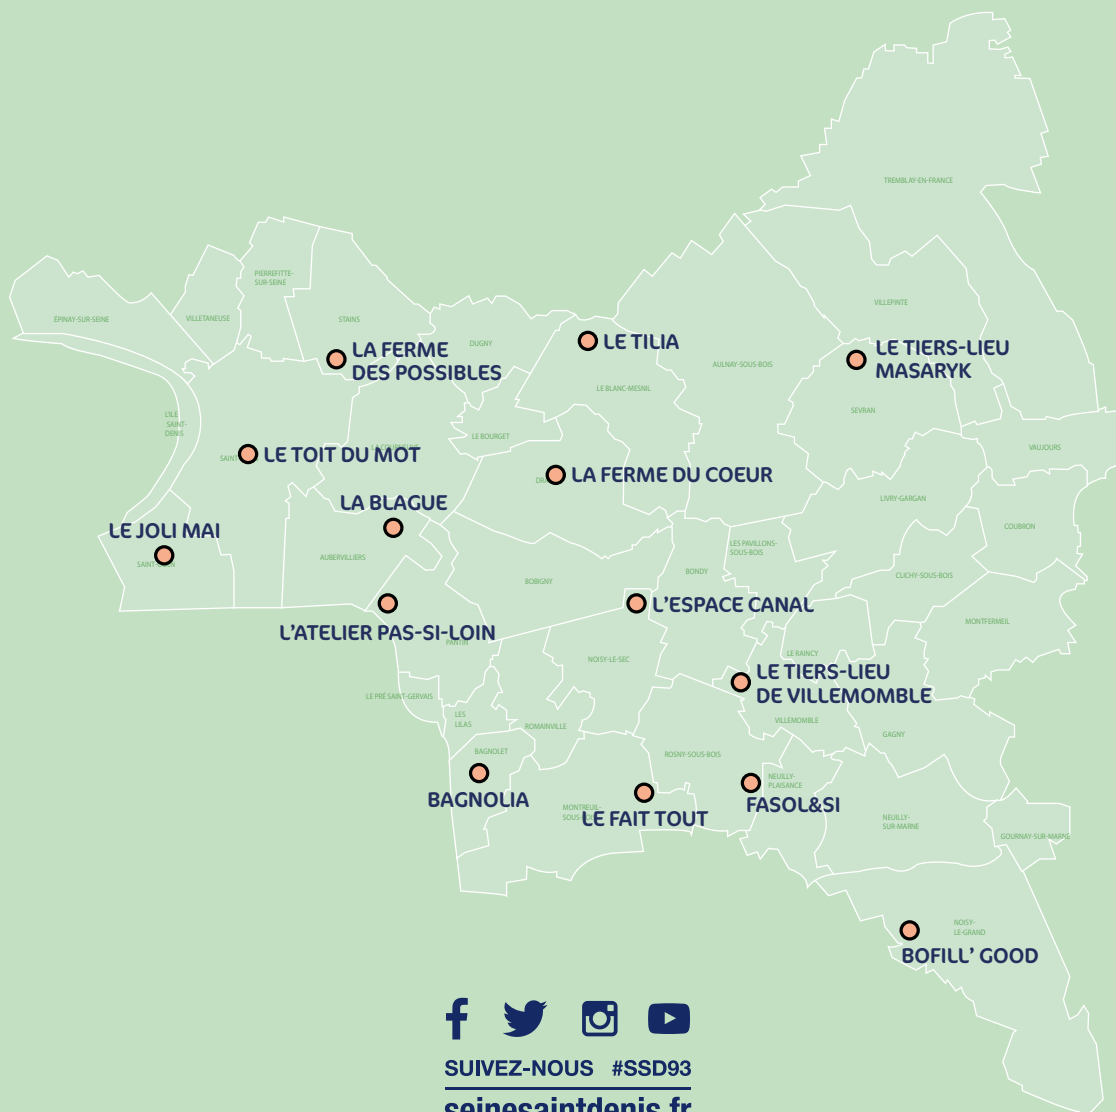 TREMBLAY-EN-FRANCE
PIERREFITTE-
SUR-SEINE
VILLEPINTE
ÉPINAY-SUR-SEINE
VILLETANEUSE
STAINS
DUGNY
LE TILIA
LA FERME
DES POSSIBLES
LE TIERS-LIEU
MASARYK
AULNAY-SOUS-BOIS
LE BLANC-MESNIL
SEVRAN
L'ILE
SAINT-
DENIS
LE BOURGET
VAUJOURS
SAINT
LE TOIT DU MOT
LA FERME DU COEUR
LIVRY-GARGAN
LA BLAGUE
COUBRON
LE JOLI MAI
AUBERVILLIERS
LES PAVILLONS-
SOUS-BOIS
BONDY
CLICHY-SOUS-BOIS
BOBIGNY
L'ESPACE CANAL
MONTFERMEIL
L'ATELIER PAS-SI-LOIN
PANTIN
LE RAINCY
NOISY-LE-SEC
LE TIERS-LIEU
DE VILLEMOMBLE
LE PRÉ SAINT-GERVAIS
LES
LILAS
ROMAINVILLE
VILLEMOMBLE
GAGNY
BAGNOLET
ROSNY-SOUS-BOIS
NEUILLY-
PLAISANCE
BAGNOLIA
MONTREUIL-
SOUS-
LE FAIT TOUT
FASOL&SI
NEUILLY-
SUR-MARNE
GOURNAY-SUR-MARNE
NOISY-
LE-GRAND
BOFILL' GOOD
SUIVEZ-NOUS #SSD93
seinesaintdenis.fr